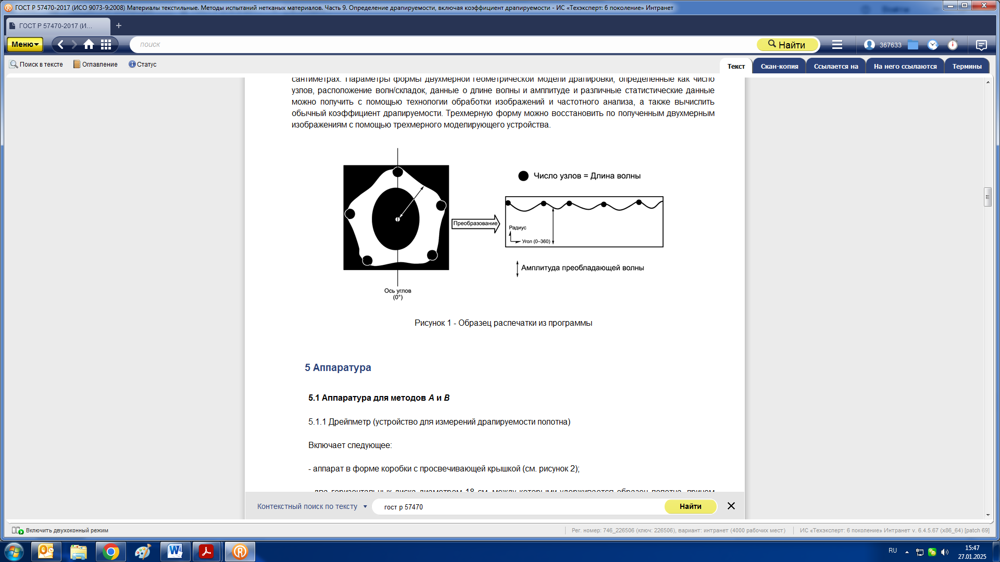 ГОСТ Р 57470-2017 (ИСО 9073-9:2008) Материалы текстильные. Методы испытаний нетканых материалов. Часть 9. Определение драпируемости, включая коэффициент драпируемости - ИС «Техэксперт: 6 поколение» Интранет
ГОСТ Р 57470-2017 (И...
Меню
поиск
Найти
367633
Поиск в тексте
Оглавление
Статус
Текст
Скан-копия
Ссылается на
На него ссылаются
Термины
сантиметрах. Параметры формы двухмерной геометрической модели драпировки, определенные как число
узлов, расположение волн/складок, данные о длине волны и амплитуде и различные статистические данные
можно получить с помощью технологии обработки изображений и частотного анализа, а также вычислить
обычный коэффициент драпируемости. Трехмерную форму можно восстановить по полученным двухмерным
изображениям с помощью трехмерного моделирующего устройства.
Число узлов = Длина волны
Преобразование
Радиус
Угол (0–360)
Амплитуда преобладающей волны
Ось углов
(0°)
Рисунок 1 - Образец распечатки из программы
5 Аппаратура
5.1 Аппаратура для методов А и В
5.1.1 Дрейпметр (устройство для измерений драпируемости полотна)
Включает следующее:
- аппарат в форме коробки с просвечивающей крышкой (см. рисунок 2);
- два горизонтальных диска диаметром 18 см, между которыми удерживается образец полотна, причем
Контекстный поиск по тексту
гост р 57470
Найти
Включить двухоконный режим
Рег. номер: 746_226506 (ключ: 226506), вариант: интранет (4000 рабочих мест)
ИС «Техэксперт: 6 поколение» Интранет v. 6.4.5.67 (x86_64) [patch 69]
RU
15:47
27.01.2025